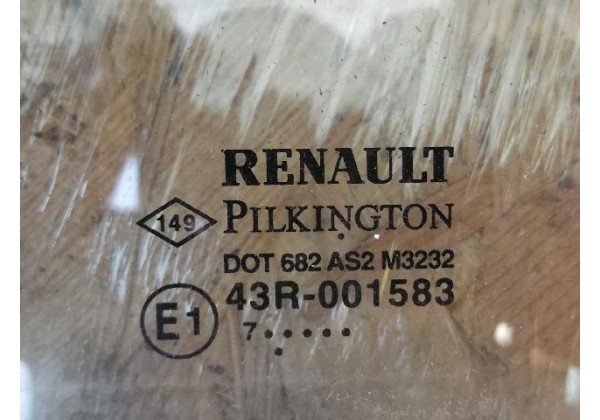 RENAULT
149 PILKINGTON
DOT 682 AS2 M3232
E1 43R-001583
7.....